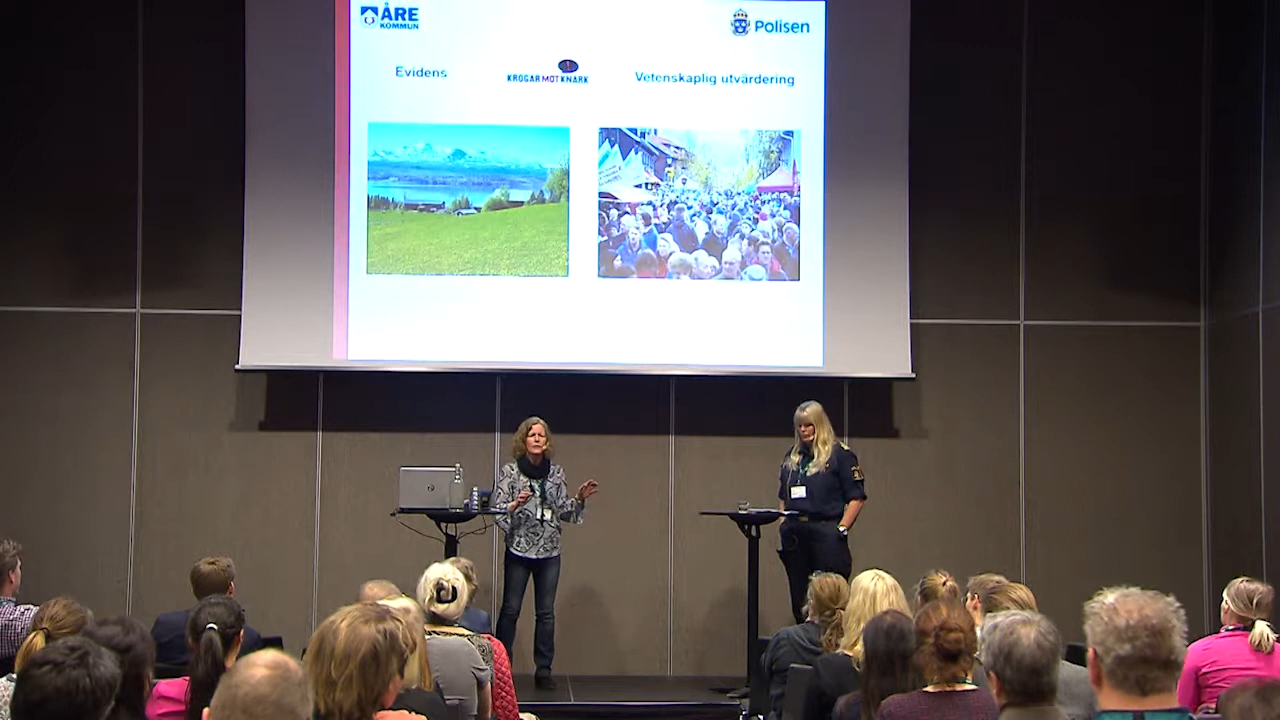 ÅRE
KOMMUN
Polisen
Evidens
KROGAR MOT KNARK
Vetenskaplig utvärdering